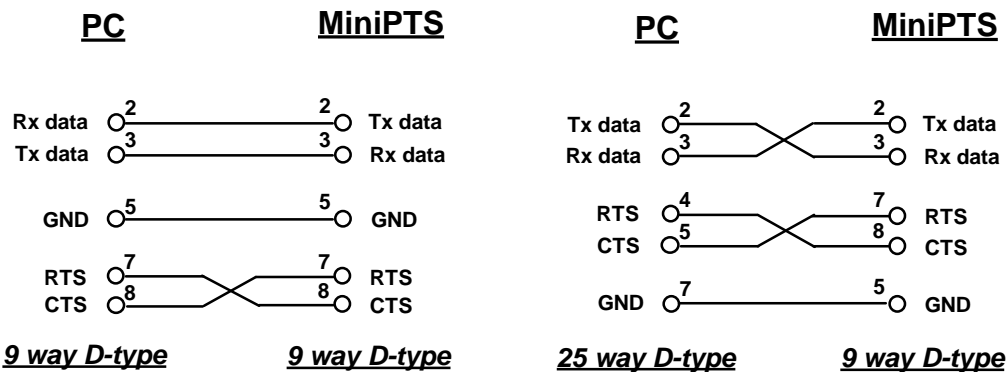 PC MiniPTS
Rx data 2 2 Tx data
Tx data 3 3 Rx data
GND 5 5 GND
RTS 7 7 RTS
CTS 8 8 CTS
9 way D-type 9 way D-type
PC MiniPTS
Tx data 2 2 Tx data
Rx data 3 3 Rx data
RTS 4 7 RTS
CTS 5 8 CTS
GND 7 5 GND
25 way D-type 9 way D-type